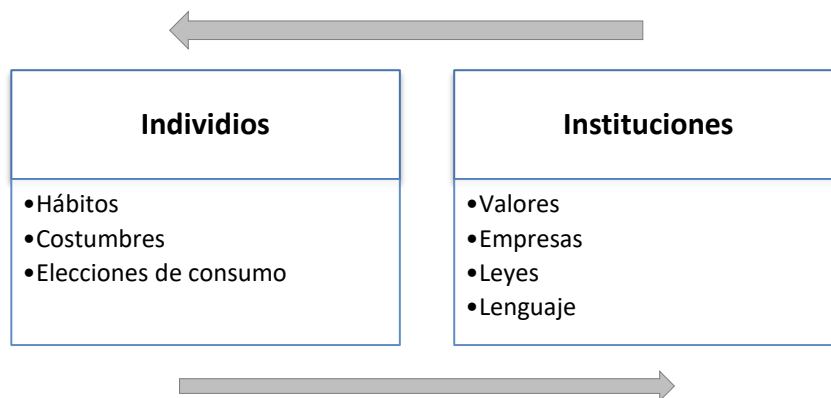 Individios
•Hábitos
•Costumbres
•Elecciones de consumo
Instituciones
•Valores
•Empresas
•Leyes
•Lenguaje